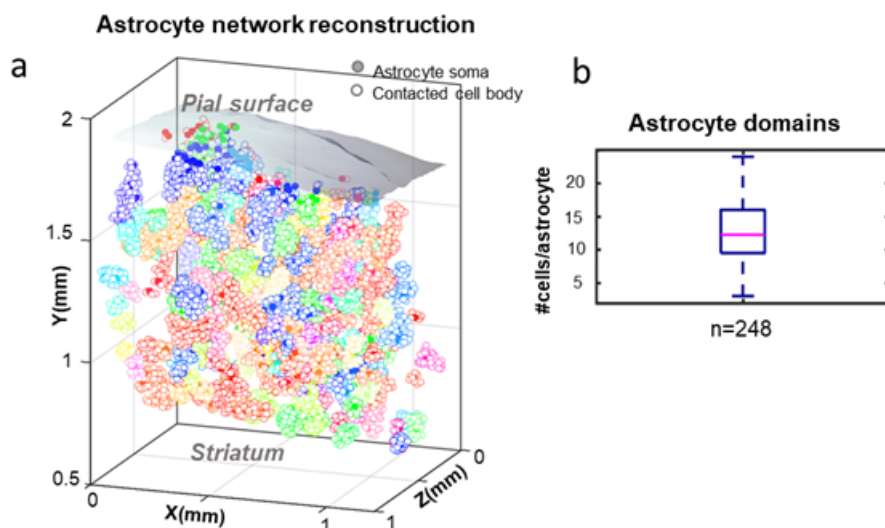 Astrocyte network reconstruction
a
Astrocyte soma
Contacted cell body
Pial surface
2
1.5
1
0.5
Y(mm)
Striatum
0
X(mm)
1
1
Z(mm)
0
b
Astrocyte domains
20
15
10
5
#cells/astrocyte
n=248